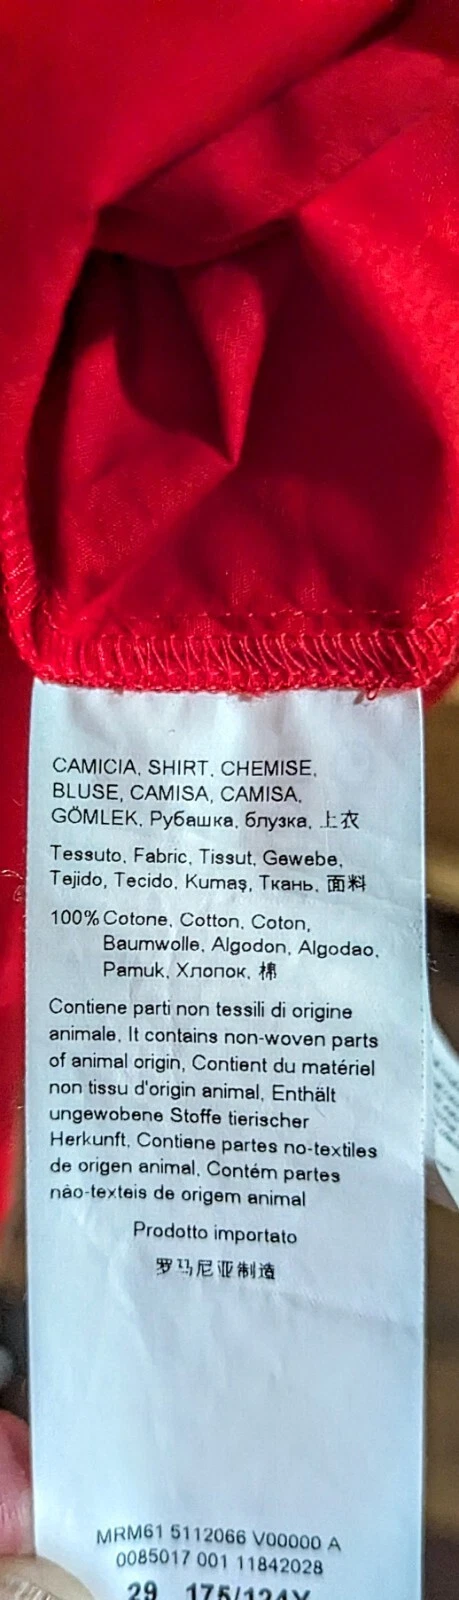 CAMICIA, SHIRT, CHEMISE,
BLUSE, CAMISA, CAMISA,
GÖMLEK, Рубашка, блузка, 上衣
Tessuto, Fabric, Tissut, Gewebe,
Tejido, Tecido, Kumaş, Ткань, 面料
100% Cotone, Cotton, Coton,
Baumwolle, Algodon, Algodao,
Pamuk, Хлопок, 棉
Contiene parti non tessili di origine
animale, It contains non-woven parts
of animal origin, Contient du matériel
non tissu d'origin animal, Enthält
ungewobene Stoffe tierischer
Herkunft, Contiene partes no-textiles
de origen animal, Contém partes
não-texteis de origem animal
Prodotto importato
罗马尼亚制造
MRM61 5112066 V00000 A
0085017 001 11842028
29 175/124Y